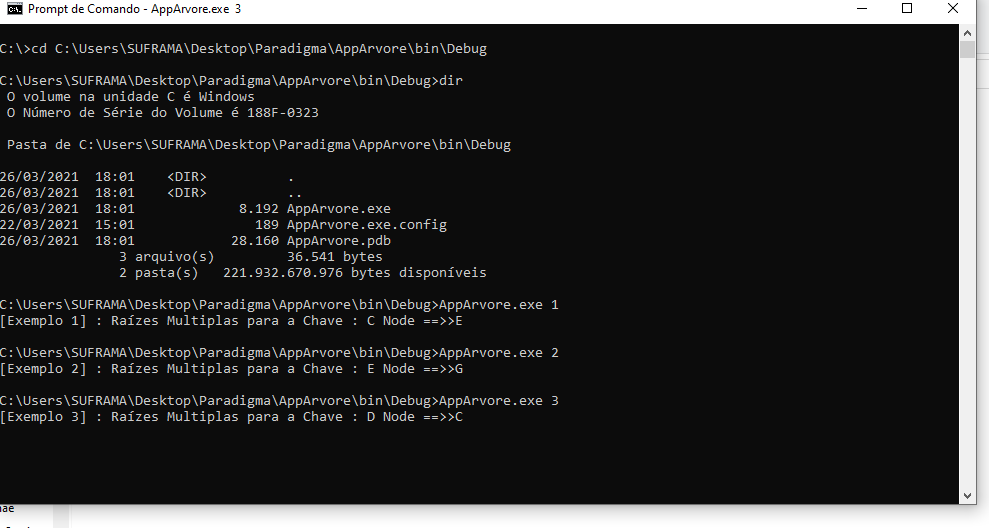 Prompt de Comando - AppArvore.exe 3
C:\>cd C:\Users\SUFRAMA\Desktop\Paradigma\AppArvore\bin\Debug
C:\Users\SUFRAMA\Desktop\Paradigma\AppArvore\bin\Debug>dir
O volume na unidade C é Windows
O Número de Série do Volume é 188F-0323
Pasta de C:\Users\SUFRAMA\Desktop\Paradigma\AppArvore\bin\Debug
26/03/2021 18:01 <DIR> .
26/03/2021 18:01 <DIR> ..
26/03/2021 18:01 8.192 AppArvore.exe
22/03/2021 15:01 189 AppArvore.exe.config
26/03/2021 18:01 28.160 AppArvore.pdb
3 arquivo(s) 36.541 bytes
2 pasta(s) 221.932.670.976 bytes disponíveis
C:\Users\SUFRAMA\Desktop\Paradigma\AppArvore\bin\Debug>AppArvore.exe 1
[Exemplo 1] : Raízes Multiplas para a Chave : C Node ==>>E
C:\Users\SUFRAMA\Desktop\Paradigma\AppArvore\bin\Debug>AppArvore.exe 2
[Exemplo 2] : Raízes Multiplas para a Chave : E Node ==>>G
C:\Users\SUFRAMA\Desktop\Paradigma\AppArvore\bin\Debug>AppArvore.exe 3
[Exemplo 3] : Raízes Multiplas para a Chave : D Node ==>>C